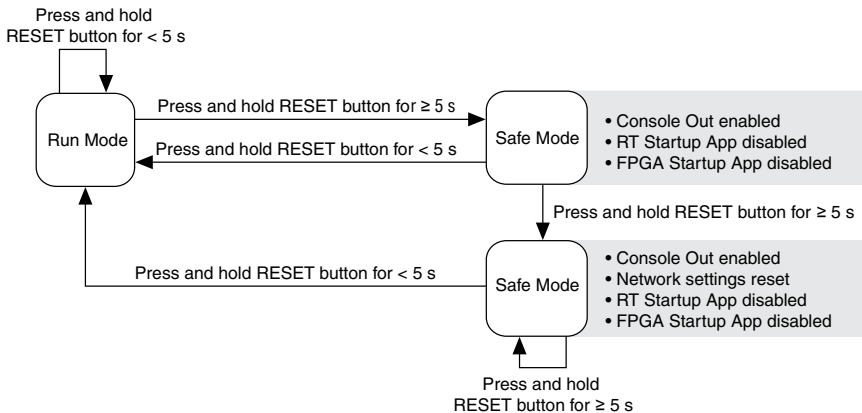 Press and hold
RESET button for < 5 s
Press and hold RESET button for ≥ 5 s
Run Mode
Safe Mode
• Console Out enabled
• RT Startup App disabled
• FPGA Startup App disabled
Press and hold RESET button for < 5 s
Press and hold RESET button for ≥ 5 s
Press and hold RESET button for < 5 s
Safe Mode
• Console Out enabled
• Network settings reset
• RT Startup App disabled
• FPGA Startup App disabled
Press and hold
RESET button for ≥ 5 s